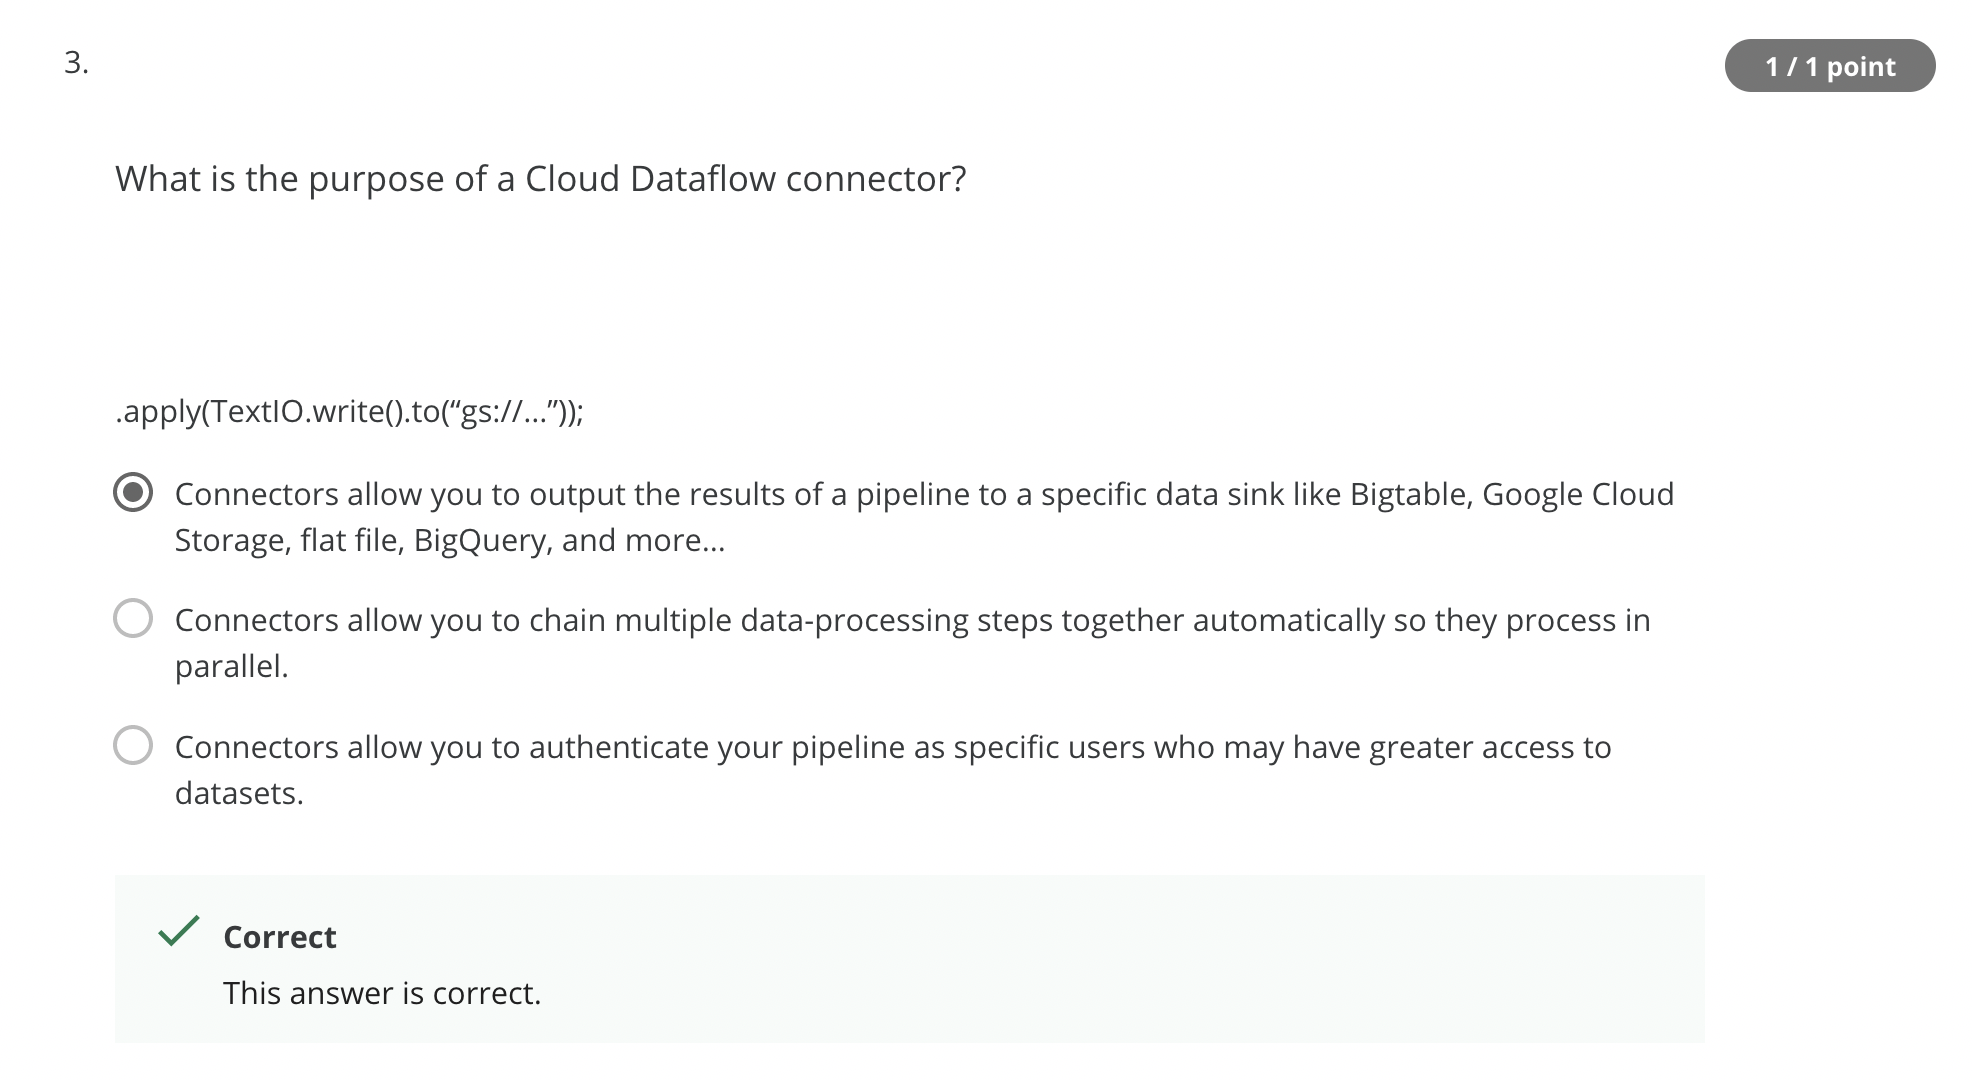 3.
1 / 1 point
What is the purpose of a Cloud Dataflow connector?
.apply(TextIO.write().to(“gs://...”));
Connectors allow you to output the results of a pipeline to a specific data sink like Bigtable, Google Cloud
Storage, flat file, BigQuery, and more...
Connectors allow you to chain multiple data-processing steps together automatically so they process in
parallel.
Connectors allow you to authenticate your pipeline as specific users who may have greater access to
datasets.
Correct
This answer is correct.